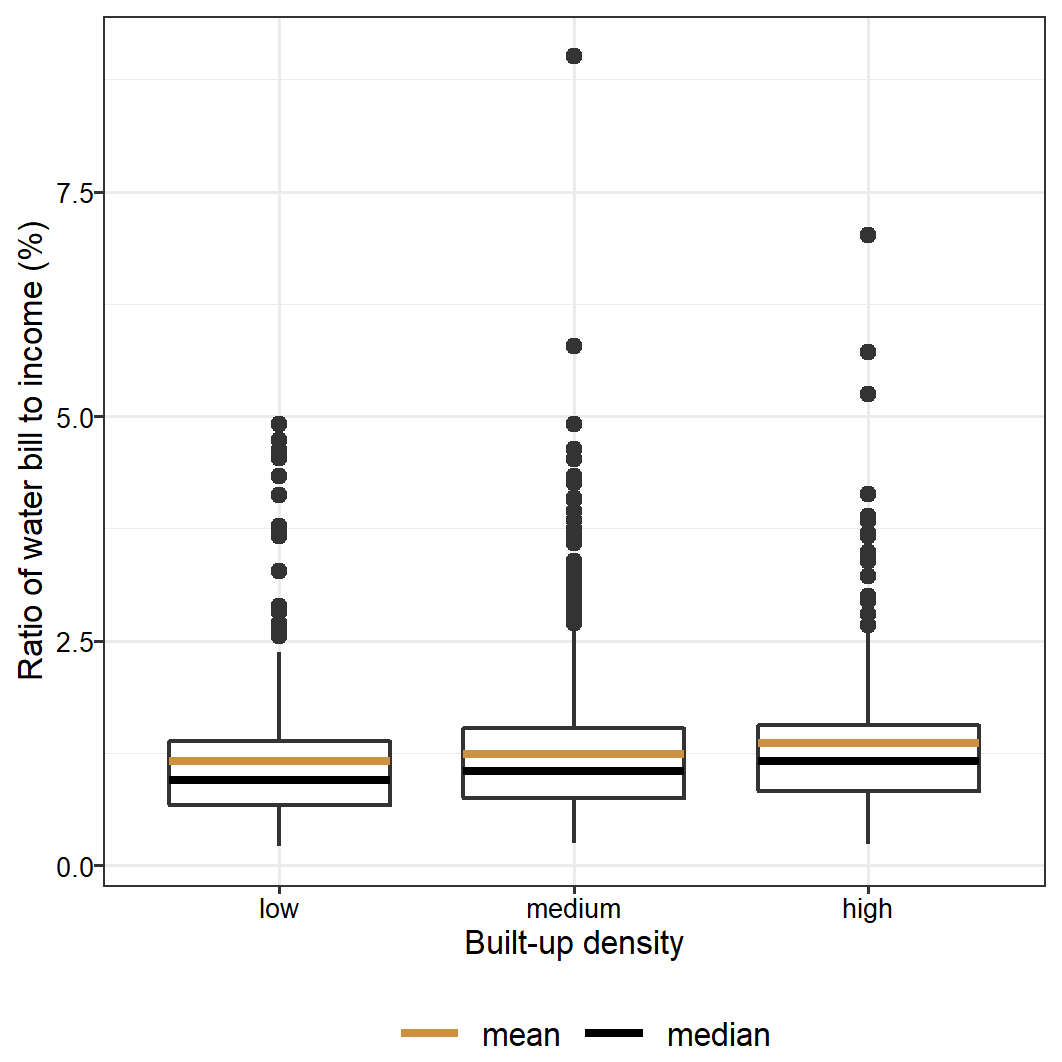 Ratio of water bill to income (%)
7.5
5.0
2.5
0.0
low medium high
Built-up density
mean median